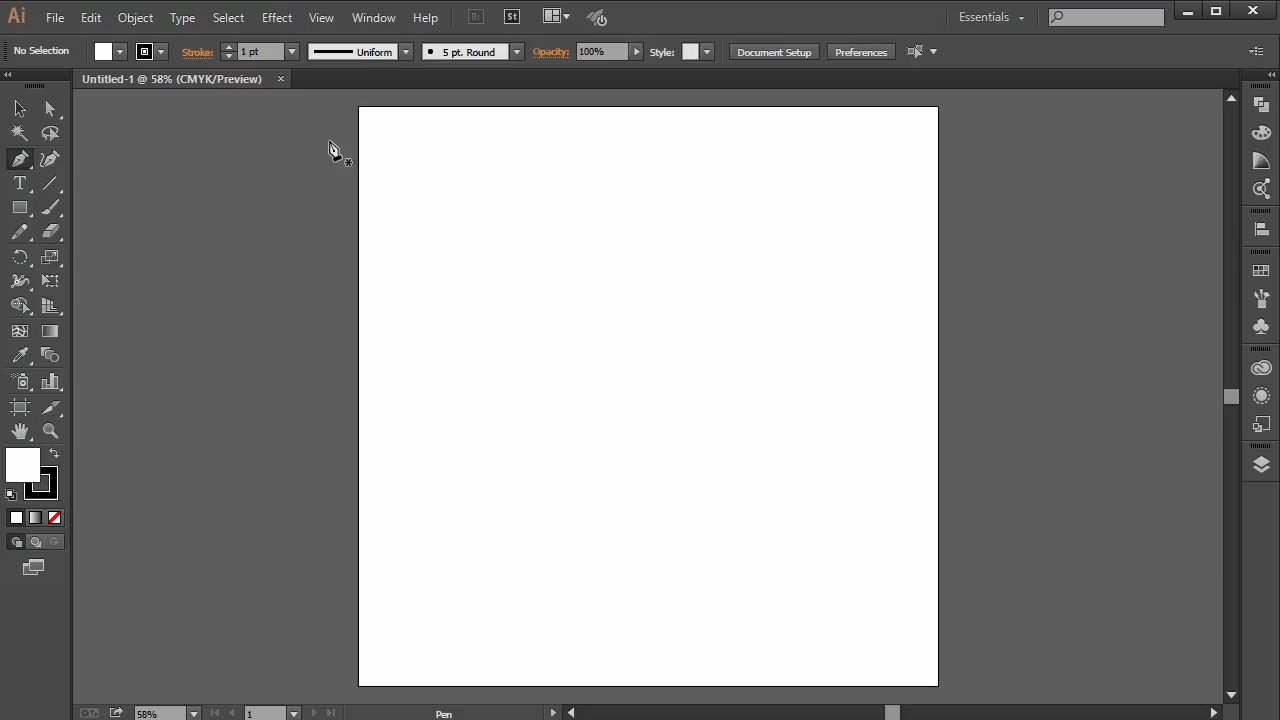 Ai File Edit Object Type Select Effect View Window Help Br St Essentials
No Selection Stroke: 1 pt Uniform 5 pt. Round Opacity: 100% Style: Document Setup Preferences
Untitled-1 @ 58% (CMYK/Preview) ×
T
58% 1 Pen